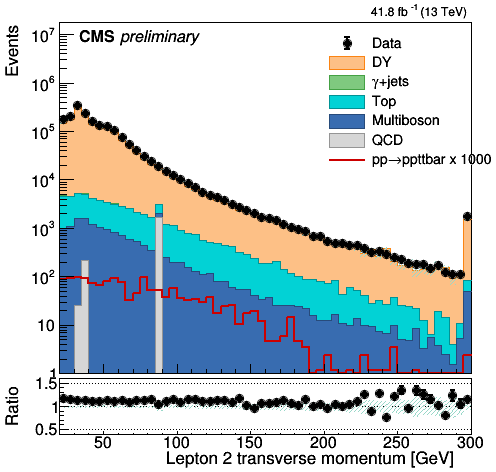 41.8 fb⁻¹ (13 TeV)
CMS preliminary
Events
10⁷
10⁶
10⁵
10⁴
10³
10²
10
1
Data
DY
γ+jets
Top
Multiboson
QCD
pp→ppttbar x 1000
Ratio
1.5
1.0
0.5
50 100 150 200 250 300
Lepton 2 transverse momentum [GeV]